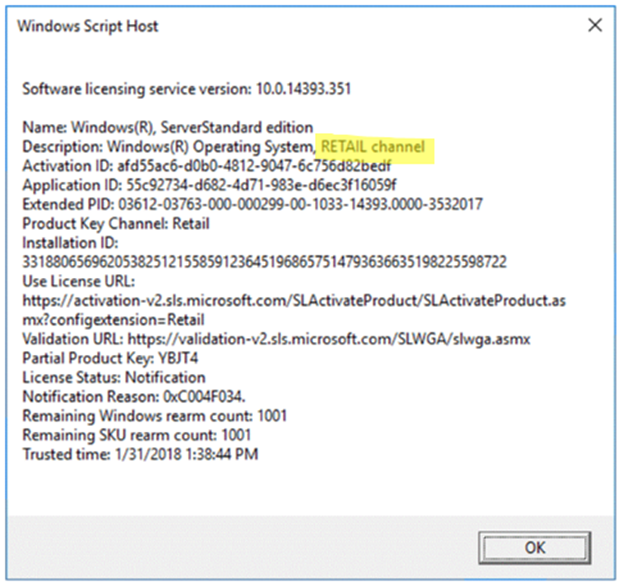 Windows Script Host
Software licensing service version: 10.0.14393.351
Name: Windows(R), ServerStandard edition
Description: Windows(R) Operating System, RETAIL channel
Activation ID: afd55ac6-d0b0-4812-9047-6c756d82bedf
Application ID: 55c92734-d682-4d71-983e-d6ec3f16059f
Extended PID: 03612-03763-000-000299-00-1033-14393.0000-3532017
Product Key Channel: Retail
Installation ID:
331880656962053825121558591236451968657514793636635198225598722
Use License URL:
https://activation-v2.sls.microsoft.com/SLActivateProduct/SLActivateProduct.as
mx?configextension=Retail
Validation URL: https://validation-v2.sls.microsoft.com/SLWGA/slwga.asmx
Partial Product Key: YBJT4
License Status: Notification
Notification Reason: 0xC004F034.
Remaining Windows rearm count: 1001
Remaining SKU rearm count: 1001
Trusted time: 1/31/2018 1:38:44 PM
OK